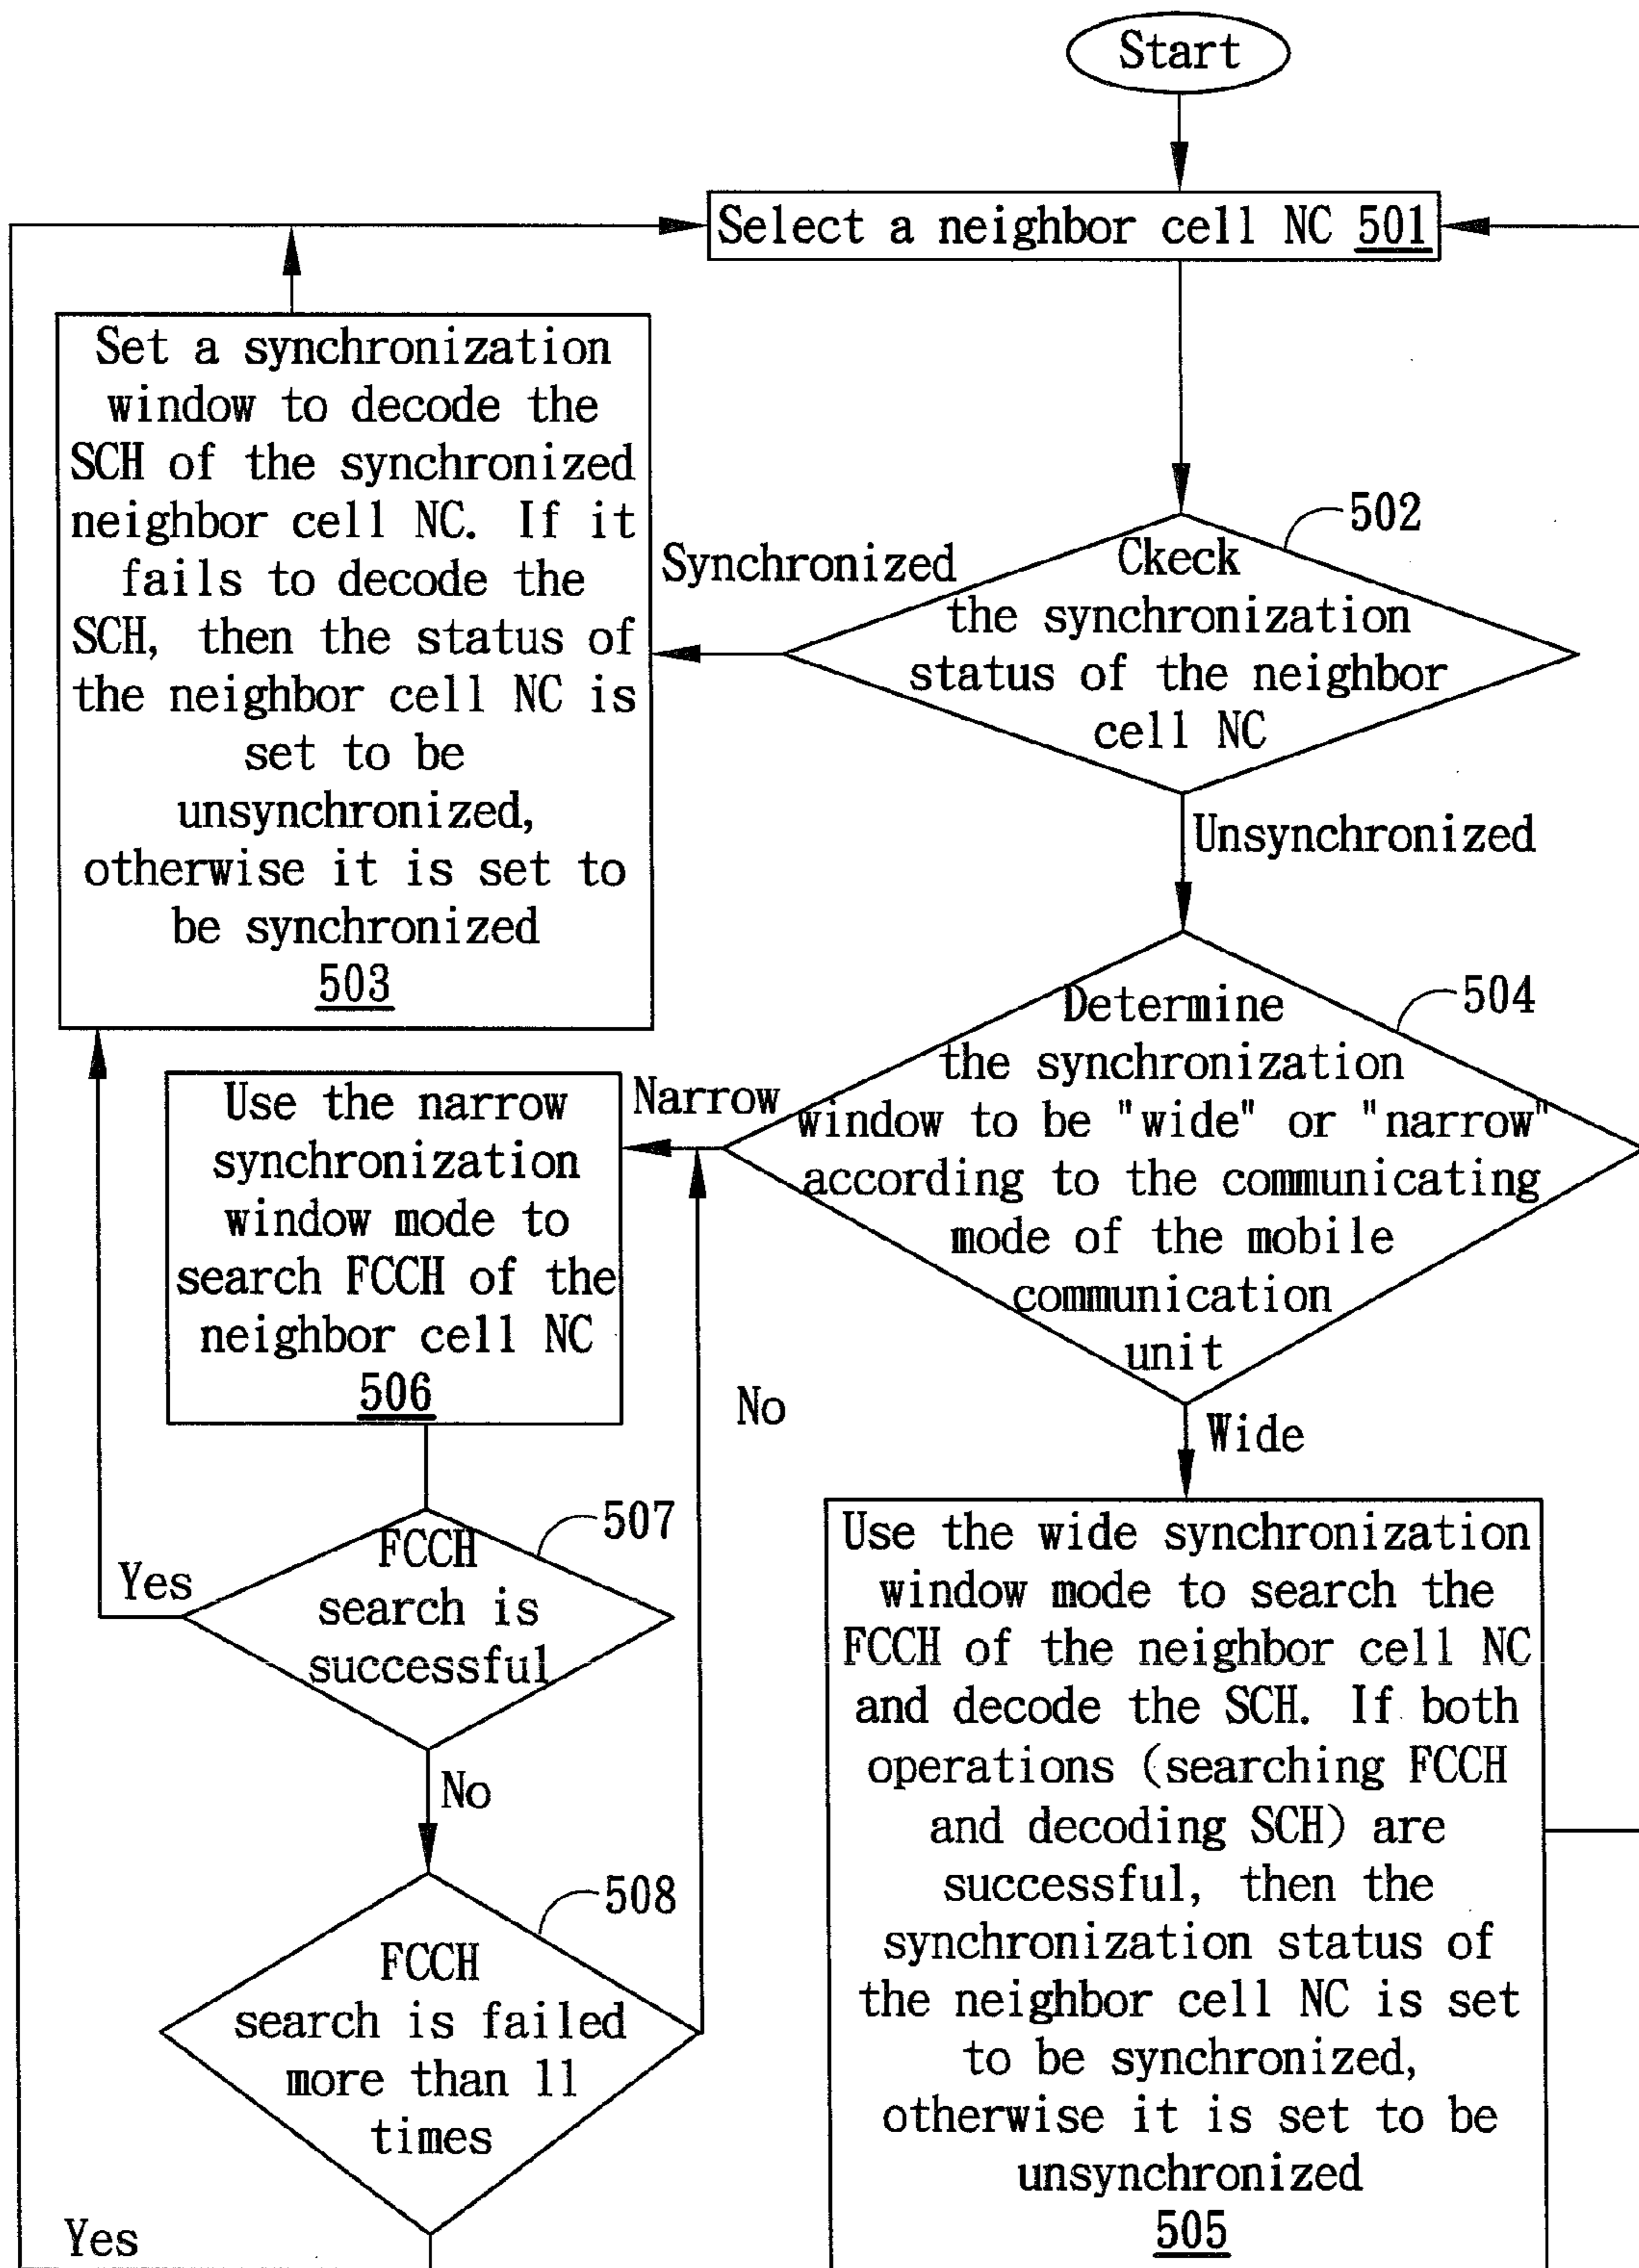 Start
Select a neighbor cell NC 501
Set a synchronization
window to decode the
SCH of the synchronized
neighbor cell NC. If it
fails to decode the
SCH, then the status of
the neighbor cell NC is
set to be
unsynchronized,
otherwise it is set to
be synchronized
503
Synchronized
502
Ckeck
the synchronization
status of the neighbor
cell NC
Unsynchronized
504
Determine
the synchronization
window to be "wide" or "narrow"
according to the communicating
mode of the mobile
communication
unit
Narrow
Use the narrow
synchronization
window mode to
search FCCH of the
neighbor cell NC
506
No
Wide
507
FCCH
search is
successful
Yes
No
508
FCCH
search is failed
more than 11
times
Yes
Use the wide synchronization
window mode to search the
FCCH of the neighbor cell NC
and decode the SCH. If both
operations (searching FCCH
and decoding SCH) are
successful, then the
synchronization status of
the neighbor cell NC is set
to be synchronized,
otherwise it is set to be
unsynchronized
505